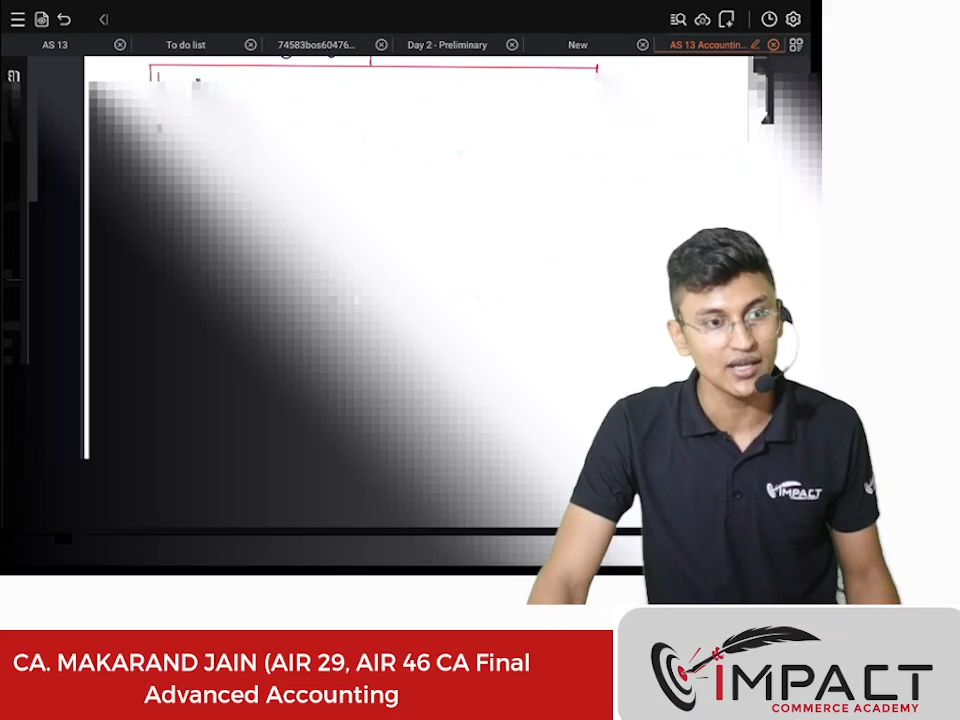 AS 13
To do list
74583bos60476...
Day 2 - Preliminary
New
AS 13 Accountin...
IMPACT
CA. MAKARAND JAIN (AIR 29, AIR 46 CA Final
Advanced Accounting
IMPACT
COMMERCE ACADEMY